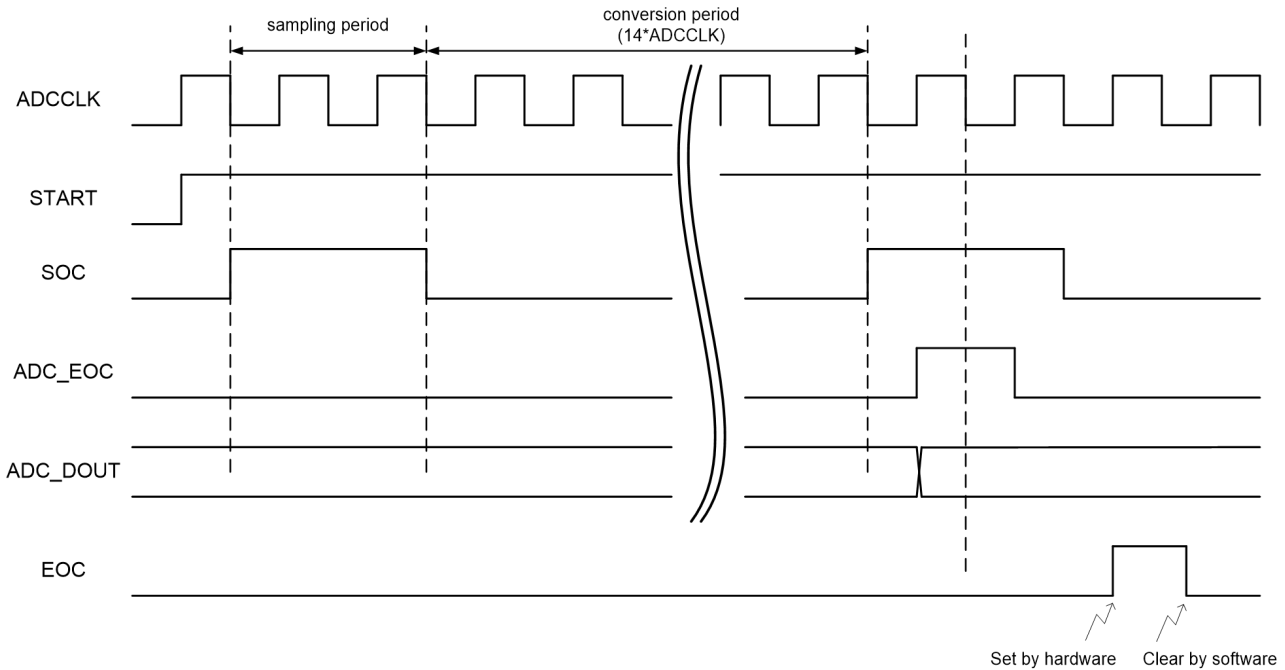 conversion period
sampling period
(14*ADCCLK)
ADCCLK
START
SOC
ADC_EOC
ADC_DOUT
EOC
Set by hardware
Clear by software